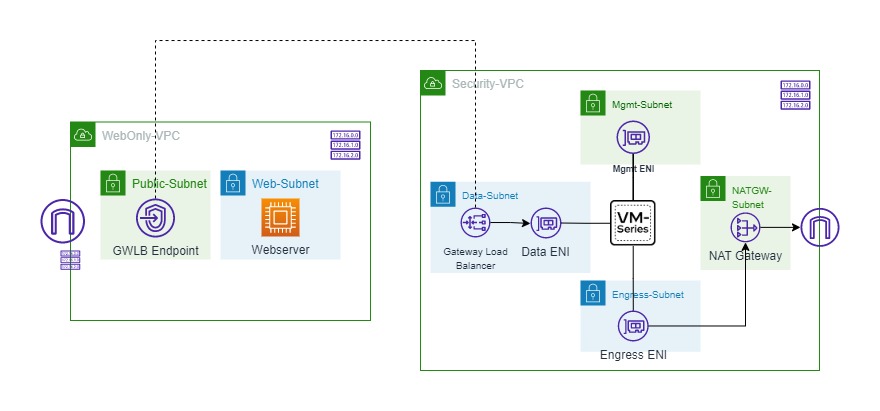 Security-VPC
172.16.0.0
172.16.1.0
172.16.2.0
Mgmt-Subnet
WebOnly-VPC
172.16.0.0
172.16.1.0
172.16.2.0
Mgmt ENI
Public-Subnet
Web-Subnet
Data-Subnet
NATGW-
Subnet
VM-
Series
GWLB Endpoint
Webserver
Gateway Load
Balancer
Data ENI
NAT Gateway
Engress-Subnet
Engress ENI